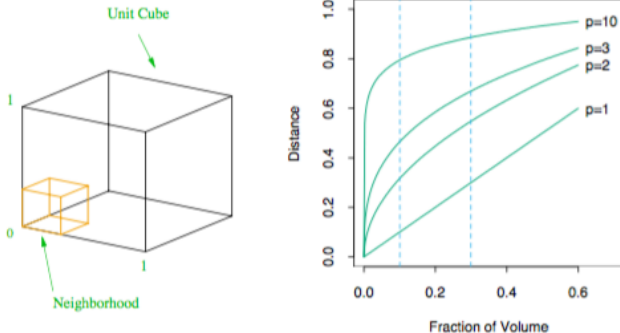 Unit Cube
1
0
1
Neighborhood
Distance
1.0
0.8
0.6
0.4
0.2
0.0
p=10
p=3
p=2
p=1
0.0 0.2 0.4 0.6
Fraction of Volume